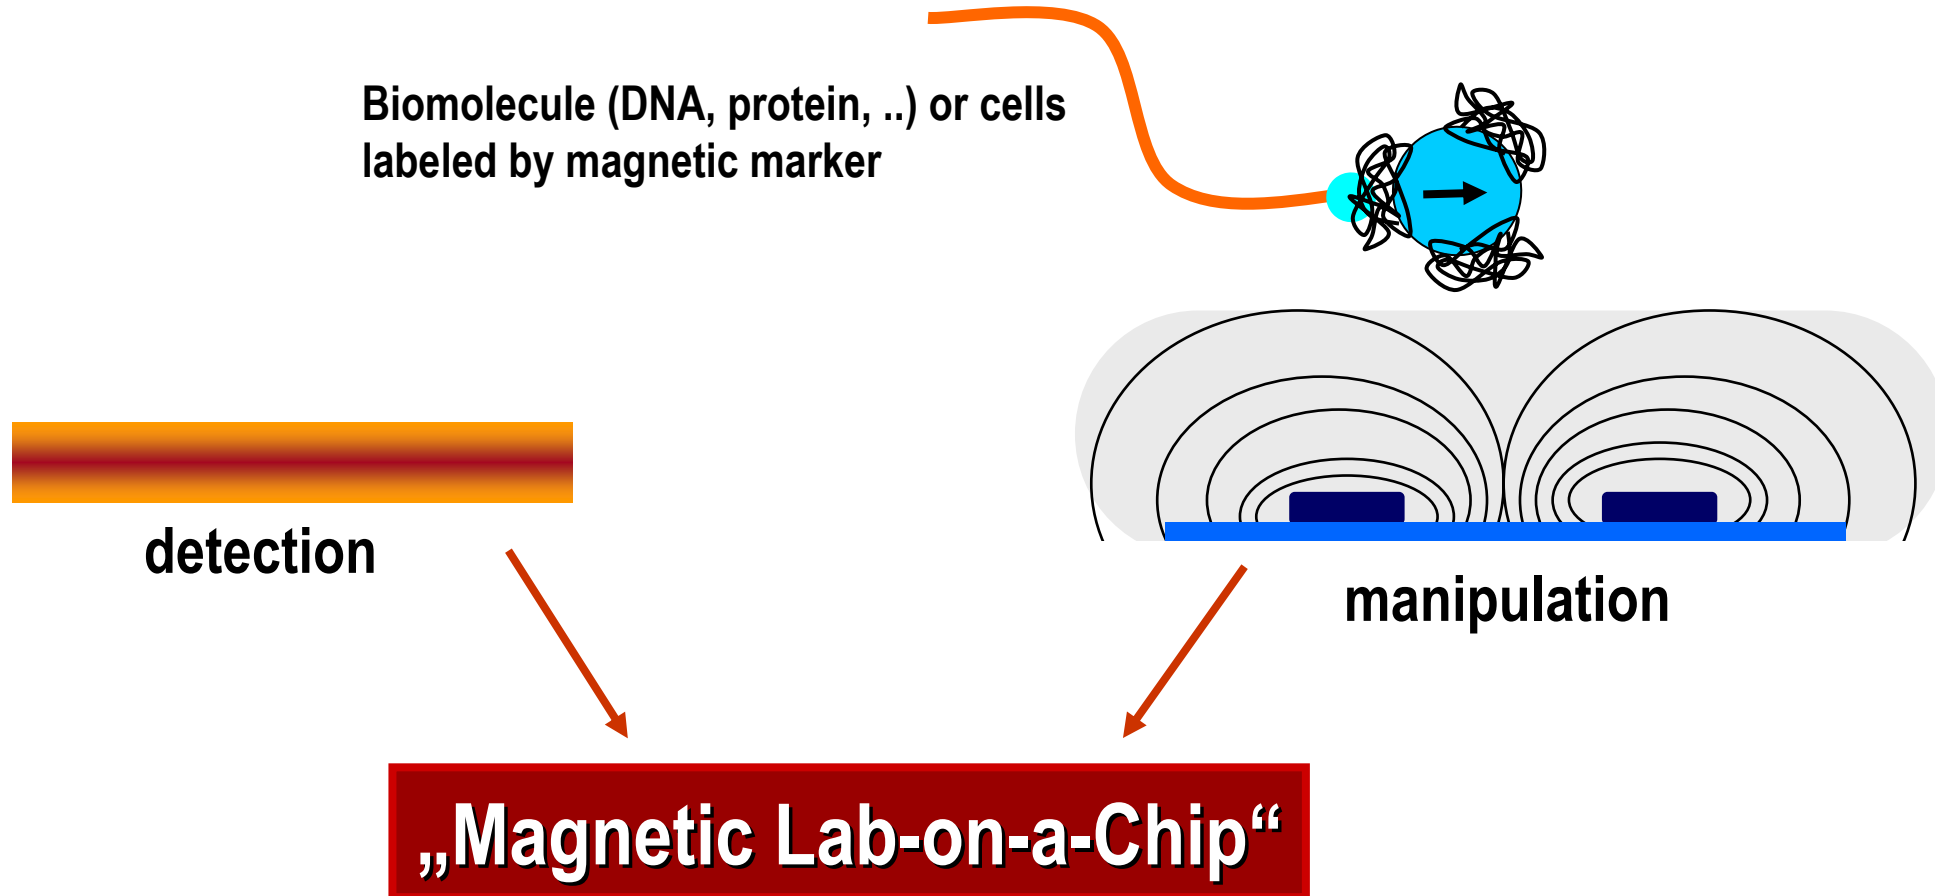 Biomolecule (DNA, protein, ..) or cells
labeled by magnetic marker
detection
manipulation
„Magnetic Lab-on-a-Chip“